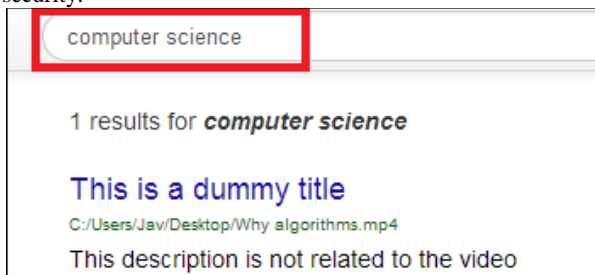 security.
computer science
1 results for computer science
This is a dummy title
C:/Users/Jav/Desktop/Why algorithms.mp4
This description is not related to the video